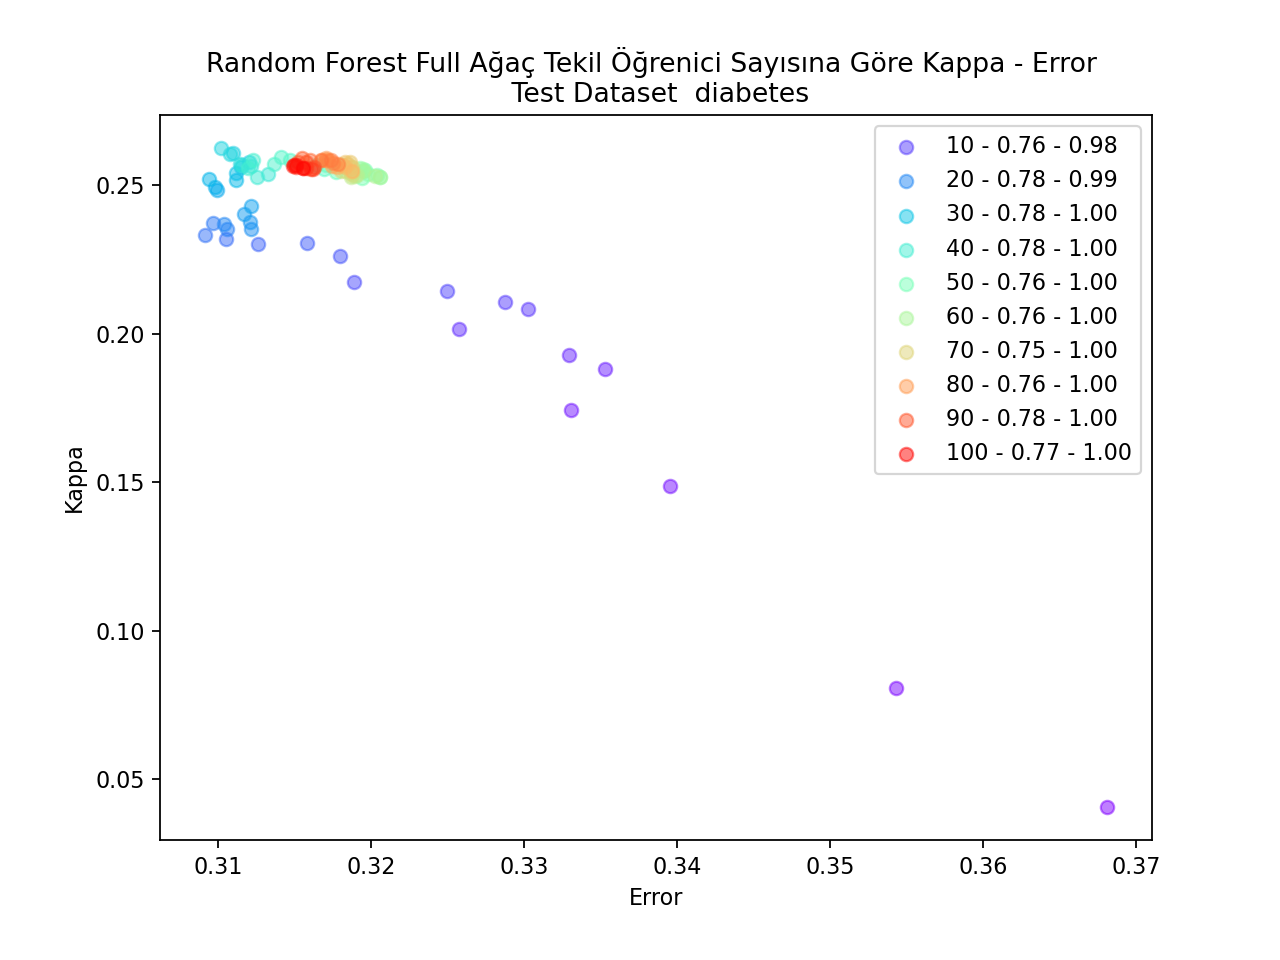 Random Forest Full Ağaç Tekil Öğrenici Sayısına Göre Kappa - Error
Test Dataset  diabetes
10 - 0.76 - 0.98
20 - 0.78 - 0.99
30 - 0.78 - 1.00
40 - 0.78 - 1.00
50 - 0.76 - 1.00
60 - 0.76 - 1.00
70 - 0.75 - 1.00
80 - 0.76 - 1.00
90 - 0.78 - 1.00
100 - 0.77 - 1.00
Kappa
0.25
0.20
0.15
0.10
0.05
0.31 0.32 0.33 0.34 0.35 0.36 0.37
Error